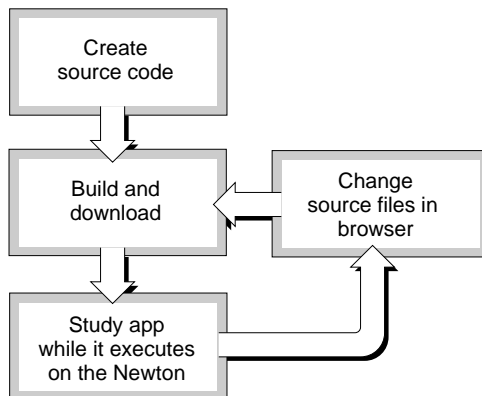 Create
source code
Build and
download
Change
source files in
browser
Study app
while it executes
on the Newton